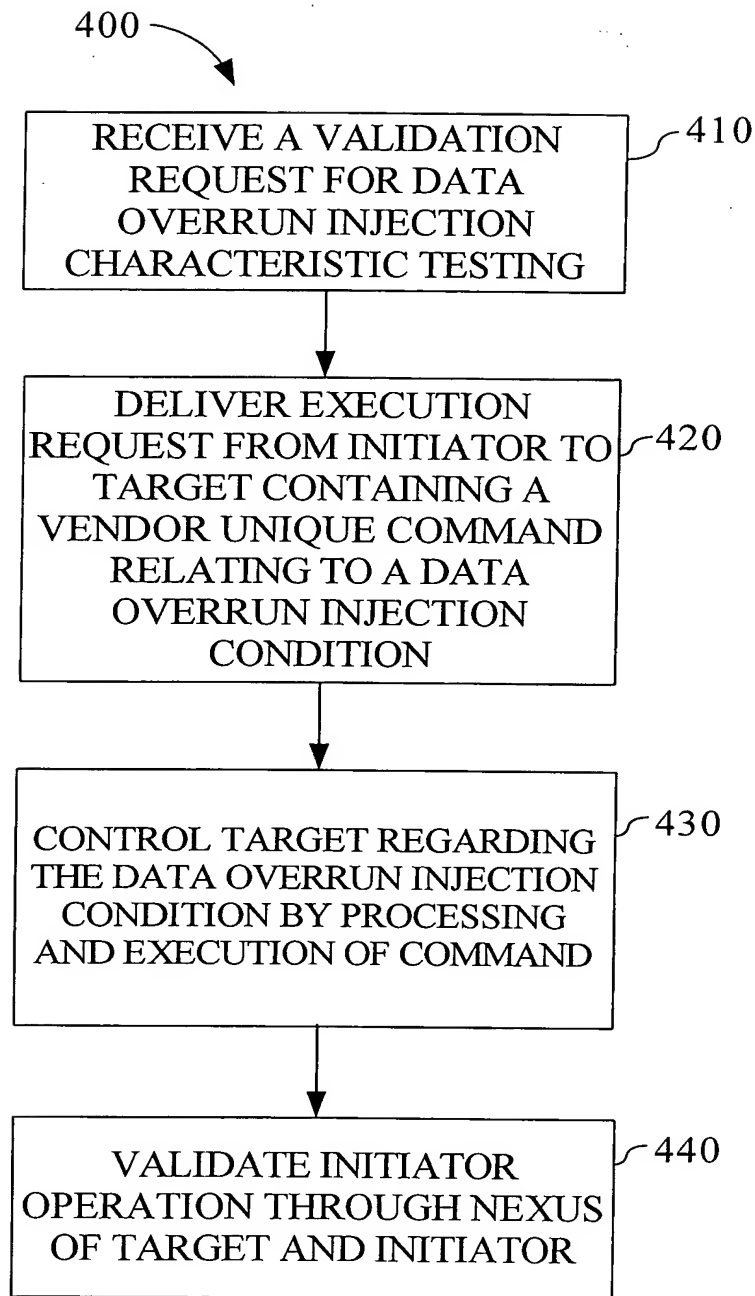 400
RECEIVE A VALIDATION
REQUEST FOR DATA
OVERRUN INJECTION
CHARACTERISTIC TESTING
410
DELIVER EXECUTION
REQUEST FROM INITIATOR TO
TARGET CONTAINING A
VENDOR UNIQUE COMMAND
RELATING TO A DATA
OVERRUN INJECTION
CONDITION
420
CONTROL TARGET REGARDING
THE DATA OVERRUN INJECTION
CONDITION BY PROCESSING
AND EXECUTION OF COMMAND
430
VALIDATE INITIATOR
OPERATION THROUGH NEXUS
OF TARGET AND INITIATOR
440